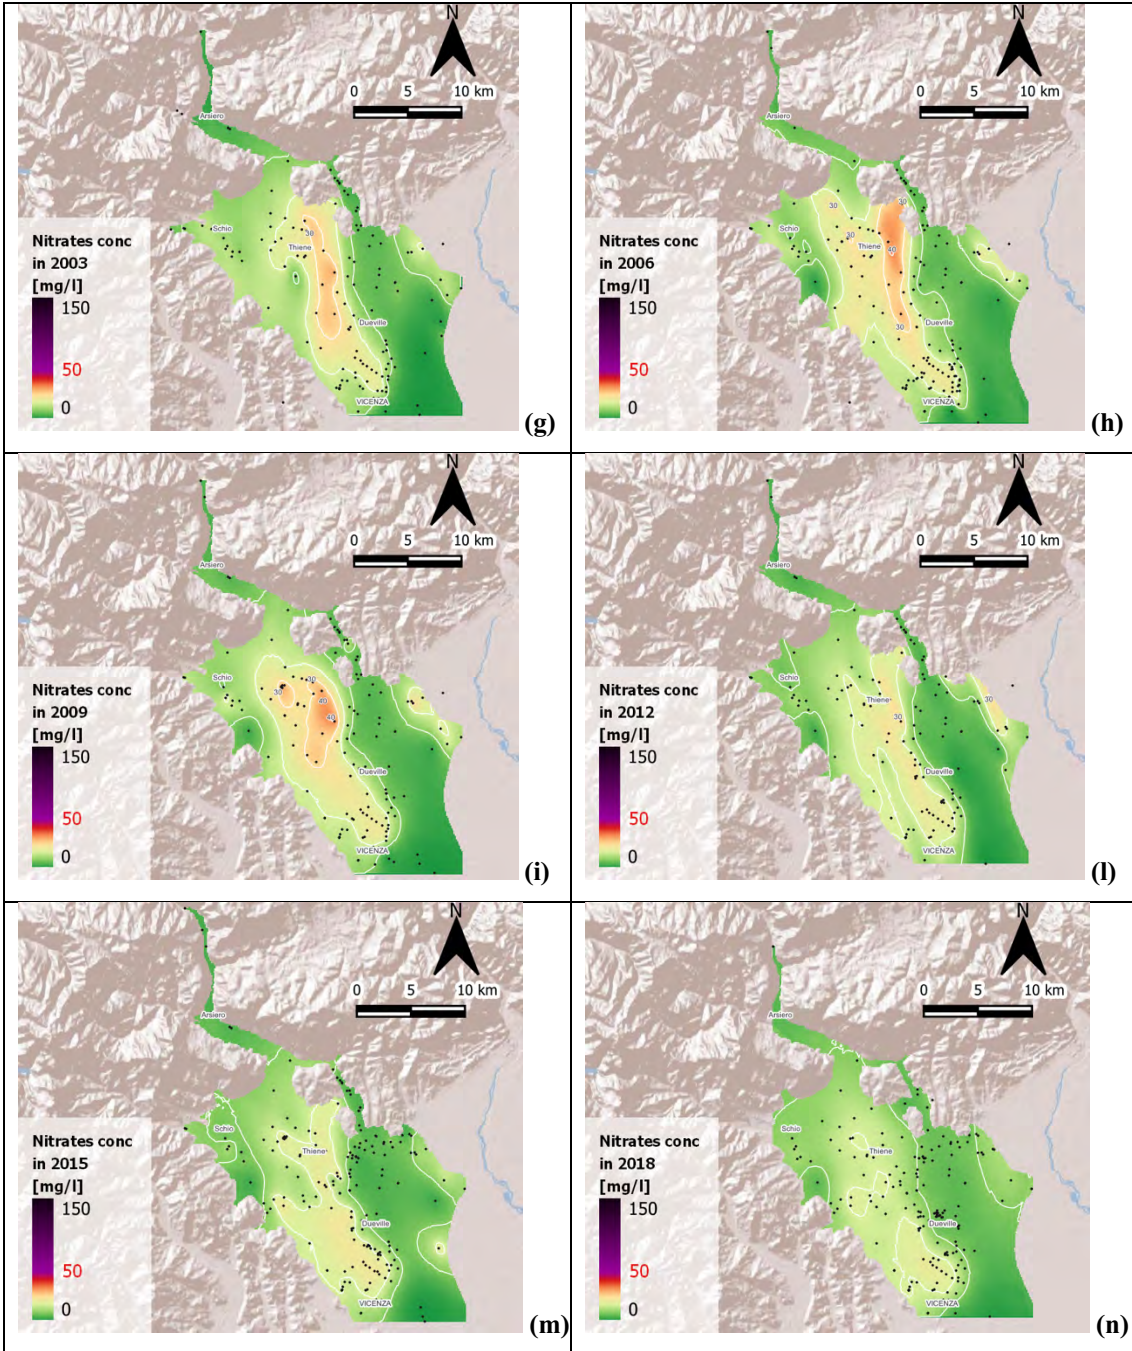 N
0 5 10 km
Arsiero
Schio
30
Thiene
Nitrates conc
in 2003
[mg/l]
150
50
0
Dueville
VICENZA
(g)
N
0 5 10 km
Arsiero
30
30
Schio
30
Thiene
40
Nitrates conc
in 2006
[mg/l]
150
50
0
Dueville
30
VICENZA
(h)
N
0 5 10 km
Arsiero
Schio
30
30
40
40
Nitrates conc
in 2009
[mg/l]
150
50
0
Dueville
VICENZA
(i)
N
0 5 10 km
Arsiero
Schio
Thiene
30
30
Nitrates conc
in 2012
[mg/l]
150
50
0
Dueville
VICENZA
(l)
N
0 5 10 km
Arsiero
Schio
Thiene
Nitrates conc
in 2015
[mg/l]
150
50
0
Dueville
VICENZA
(m)
N
0 5 10 km
Arsiero
Schio
Thiene
Nitrates conc
in 2018
[mg/l]
150
50
0
Dueville
VICENZA
(n)